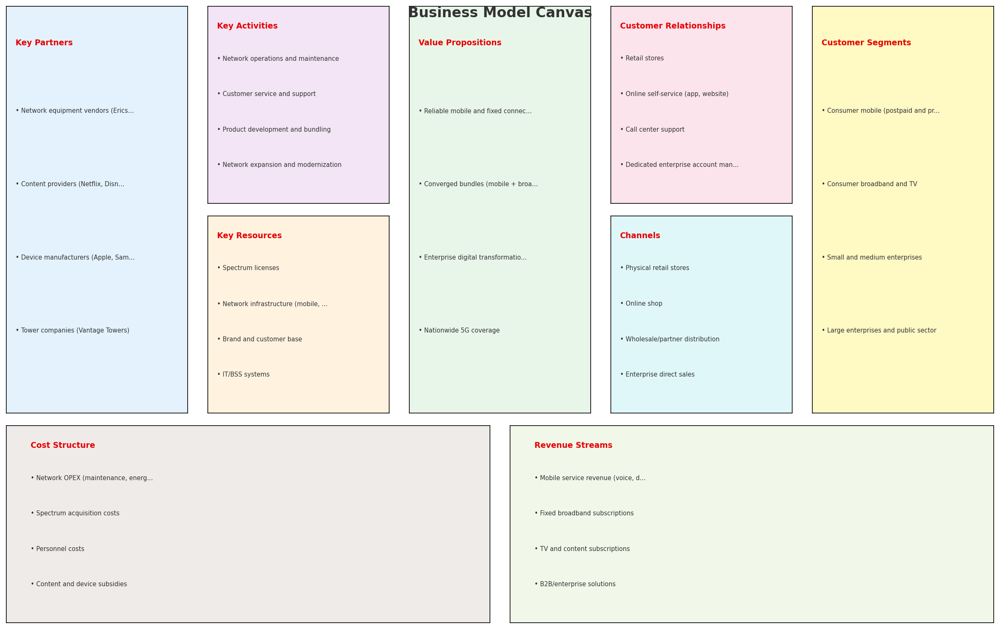 Business Model Canvas
Key Partners
• Network equipment vendors (Erics...
• Content providers (Netflix, Disn...
• Device manufacturers (Apple, Sam...
• Tower companies (Vantage Towers)
Key Activities
• Network operations and maintenance
• Customer service and support
• Product development and bundling
• Network expansion and modernization
Key Resources
• Spectrum licenses
• Network infrastructure (mobile, ...
• Brand and customer base
• IT/BSS systems
Value Propositions
• Reliable mobile and fixed connec...
• Converged bundles (mobile + broa...
• Enterprise digital transformatio...
• Nationwide 5G coverage
Customer Relationships
• Retail stores
• Online self-service (app, website)
• Call center support
• Dedicated enterprise account man...
Channels
• Physical retail stores
• Online shop
• Wholesale/partner distribution
• Enterprise direct sales
Customer Segments
• Consumer mobile (postpaid and pr...
• Consumer broadband and TV
• Small and medium enterprises
• Large enterprises and public sector
Cost Structure
• Network OPEX (maintenance, energ...
• Spectrum acquisition costs
• Personnel costs
• Content and device subsidies
Revenue Streams
• Mobile service revenue (voice, d...
• Fixed broadband subscriptions
• TV and content subscriptions
• B2B/enterprise solutions